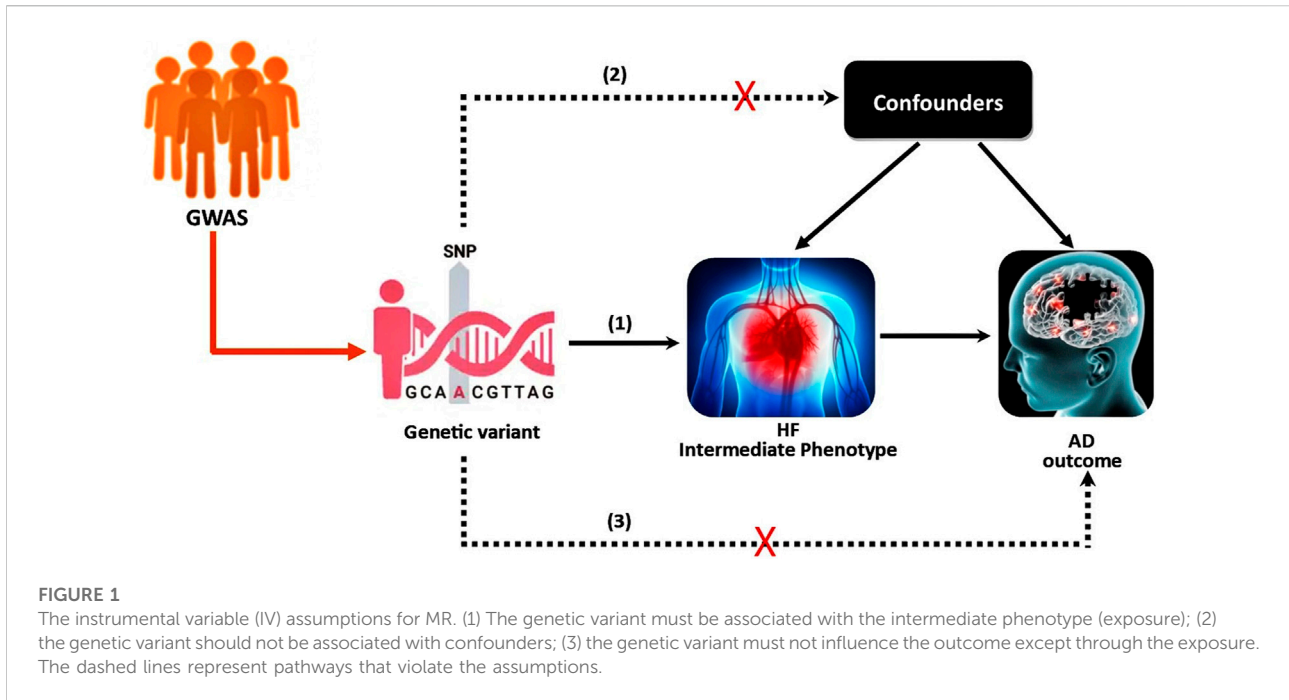 (2)
Confounders
GWAS
SNP
(1)
GCAACGTTAG
Genetic variant
HF
Intermediate Phenotype
AD
outcome
(3)
FIGURE 1
The instrumental variable (IV) assumptions for MR. (1) The genetic variant must be associated with the intermediate phenotype (exposure); (2)
the genetic variant should not be associated with confounders; (3) the genetic variant must not influence the outcome except through the exposure.
The dashed lines represent pathways that violate the assumptions.